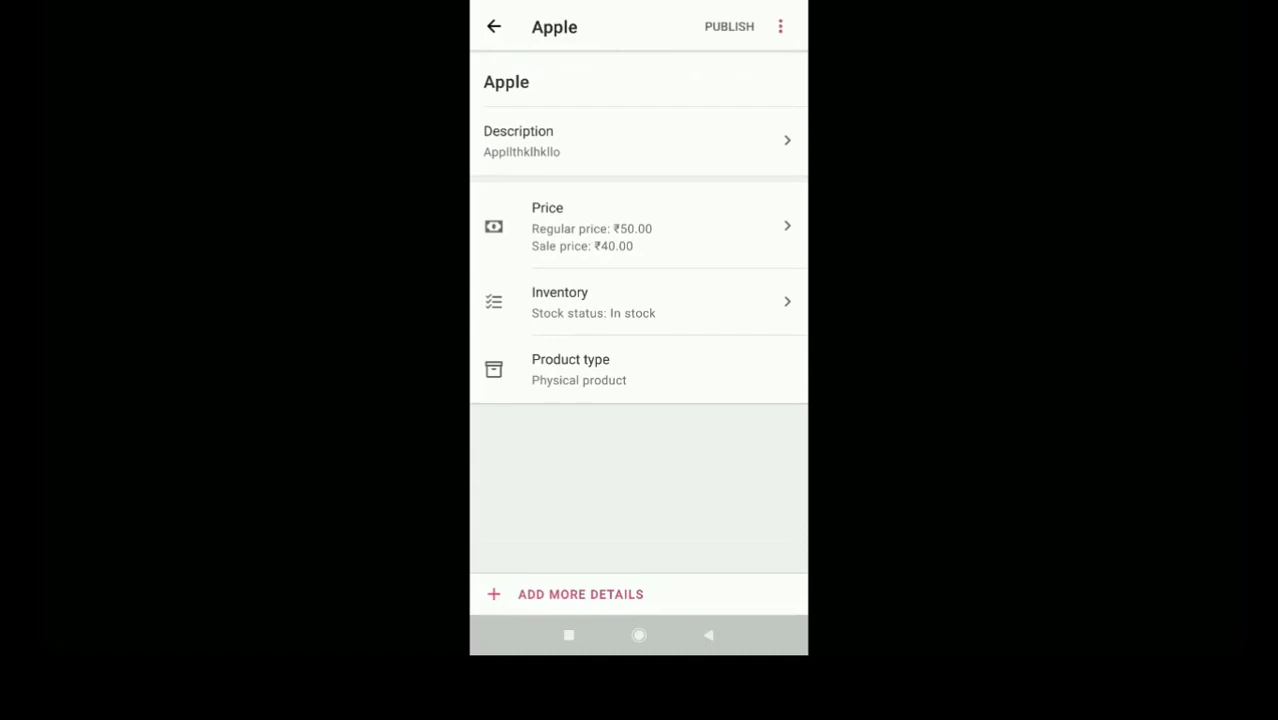 Apple
PUBLISH
Apple
Description
Appllthklhkllo
Price
Regular price: ₹50.00
Sale price: ₹40.00
Inventory
Stock status: In stock
Product type
Physical product
ADD MORE DETAILS